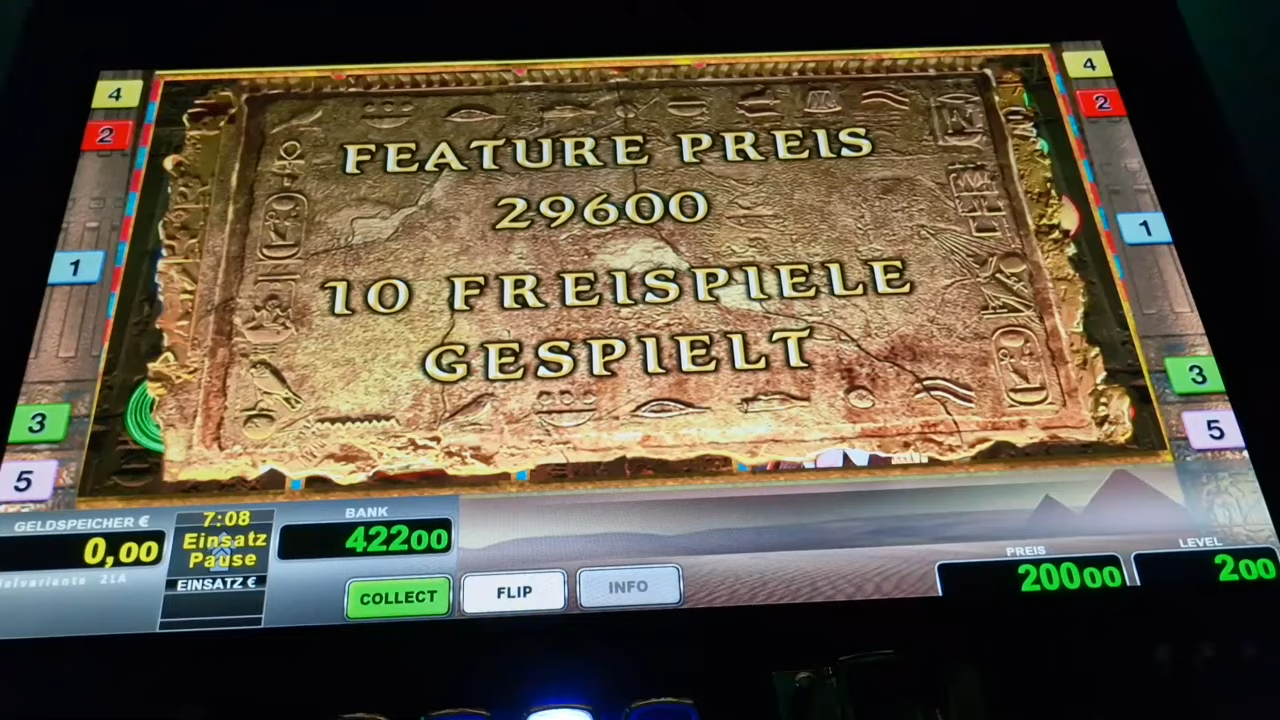 4
4
2
2
FEATURE PREIS
29600
1
1
10 FREISPIELE
GESPIELT
3
3
5
5
GELDSPEICHER €
0,00
7:08
Einsatz
Pause
EINSATZ €
BANK
42200
COLLECT
FLIP
INFO
PREIS
20000
LEVEL
200
2LA